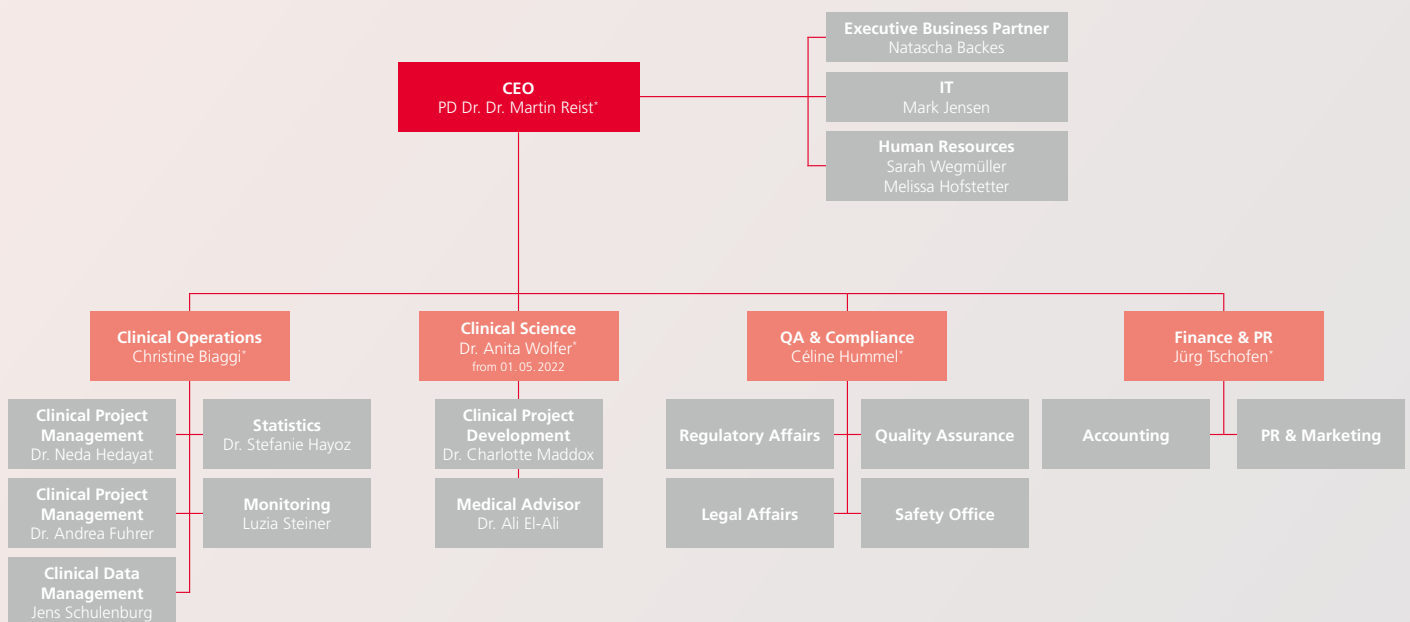 Executive Business Partner
Natascha Backes
CEO
PD Dr. Dr. Martin Reist*
IT
Mark Jensen
Human Resources
Sarah Wegmüller
Melissa Hofstetter
Clinical Operations
Christine Biaggi*
Clinical Science
Dr. Anita Wolfer*
from 01.05.2022
QA & Compliance
Céline Hummel*
Finance & PR
Jürg Tschofen*
Clinical Project
Management
Dr. Neda Hedayat
Statistics
Dr. Stefanie Hayoz
Clinical Project
Development
Dr. Charlotte Maddox
Regulatory Affairs
Quality Assurance
Accounting
PR & Marketing
Clinical Project
Management
Dr. Andrea Fuhrer
Monitoring
Luzia Steiner
Medical Advisor
Dr. Ali El-Ali
Legal Affairs
Safety Office
Clinical Data
Management
Jens Schulenburg